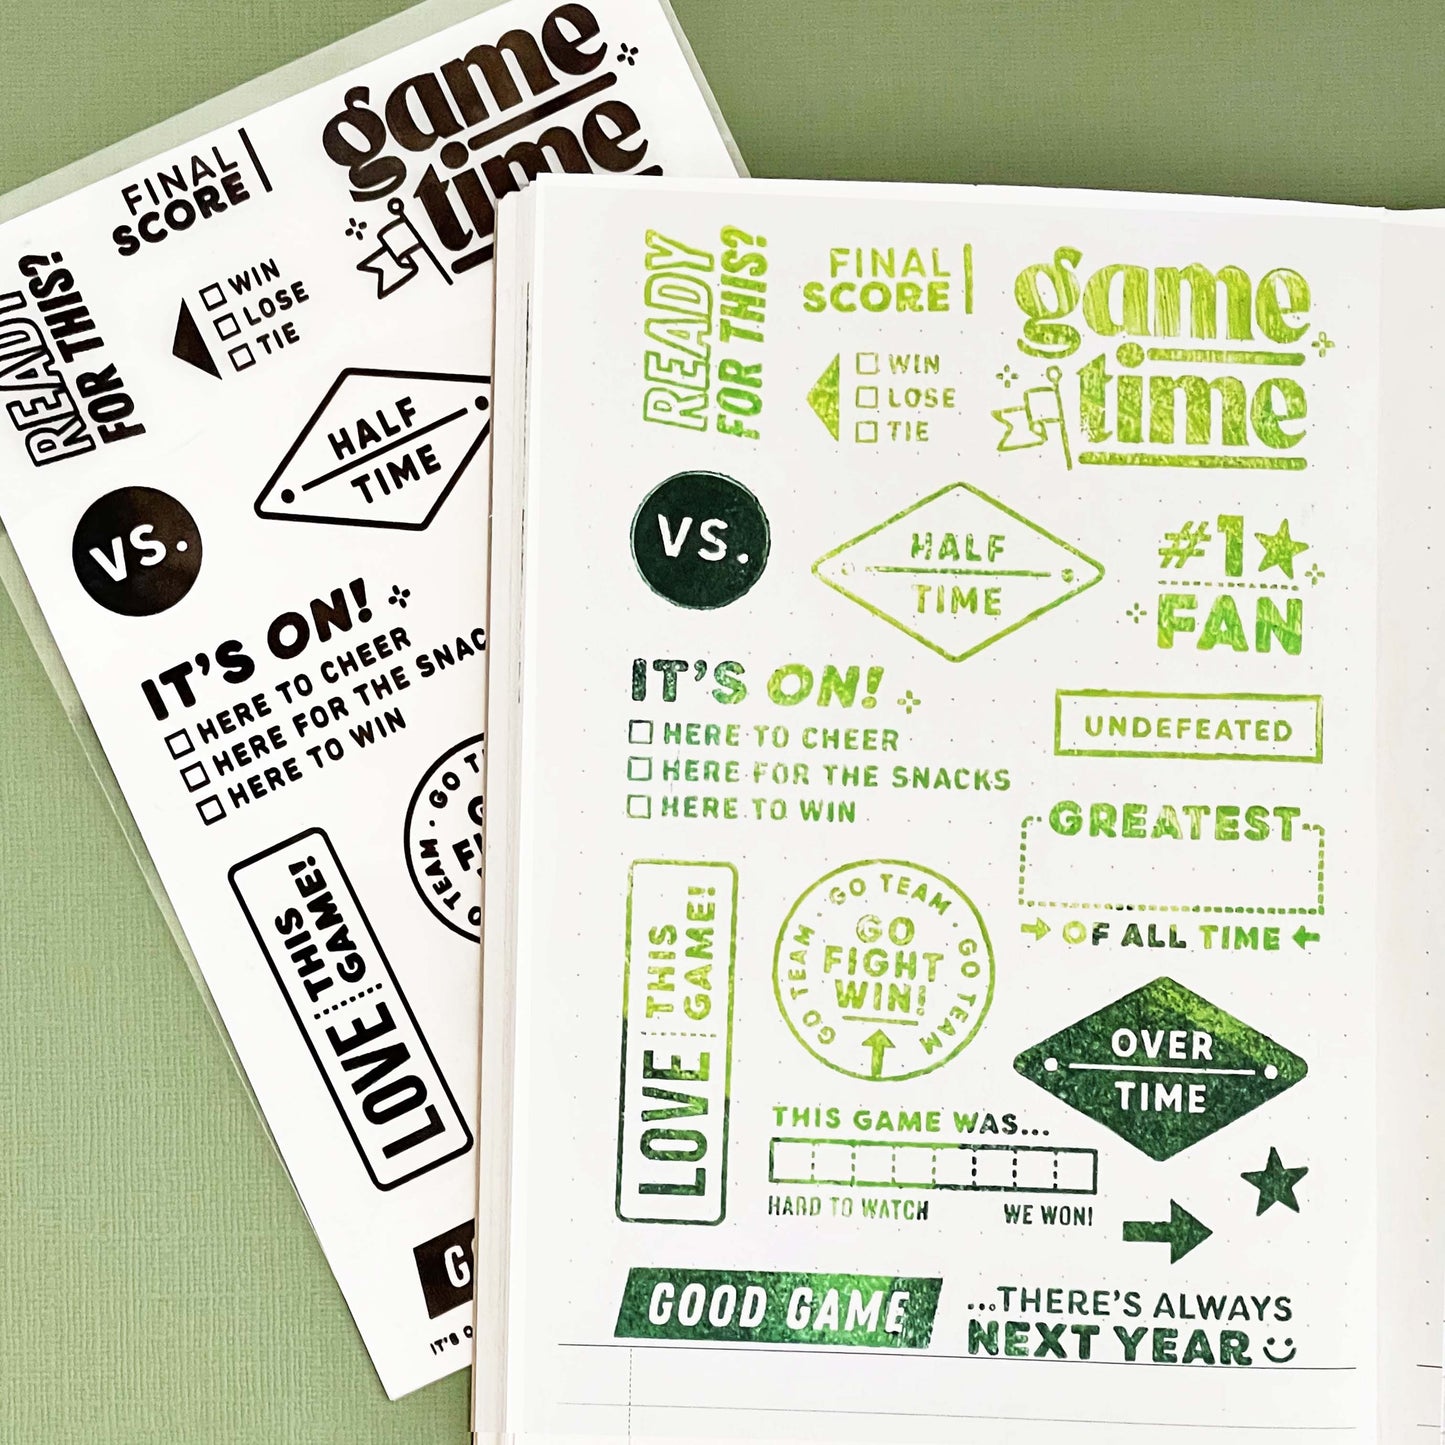 game
time
FINAL
SCORE
WIN
LOSE
TIE
READY
FOR THIS?
HALF
TIME
VS.
IT'S ON!
HERE TO CHEER
HERE FOR THE SNAC
HERE TO WIN
GO TEAM
LOVE
THIS
GAME!
IT'S O
READY
FOR THIS?
FINAL
SCORE
WIN
LOSE
TIE
game
time
VS.
HALF
TIME
#1
FAN
IT'S ON!
HERE TO CHEER
HERE FOR THE SNACKS
HERE TO WIN
UNDEFEATED
GREATEST
OF ALL TIME
LOVE
THIS
GAME!
GO TEAM · GO TEAM · GO TEAM
GO
FIGHT
WIN!
OVER
TIME
THIS GAME WAS...
HARD TO WATCH WE WON!
GOOD GAME
...THERE'S ALWAYS
NEXT YEAR